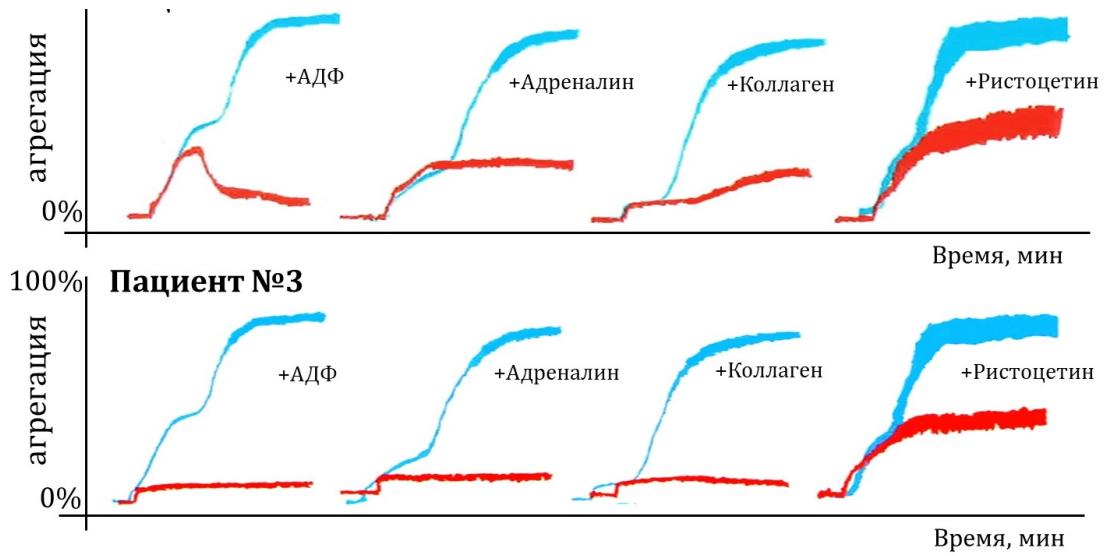 агрегация
0%
+АДФ
+Адреналин
+Коллаген
+Ристоцетин
Время, мин
100%
Пациент №3
агрегация
0%
+АДФ
+Адреналин
+Коллаген
+Ристоцетин
Время, мин